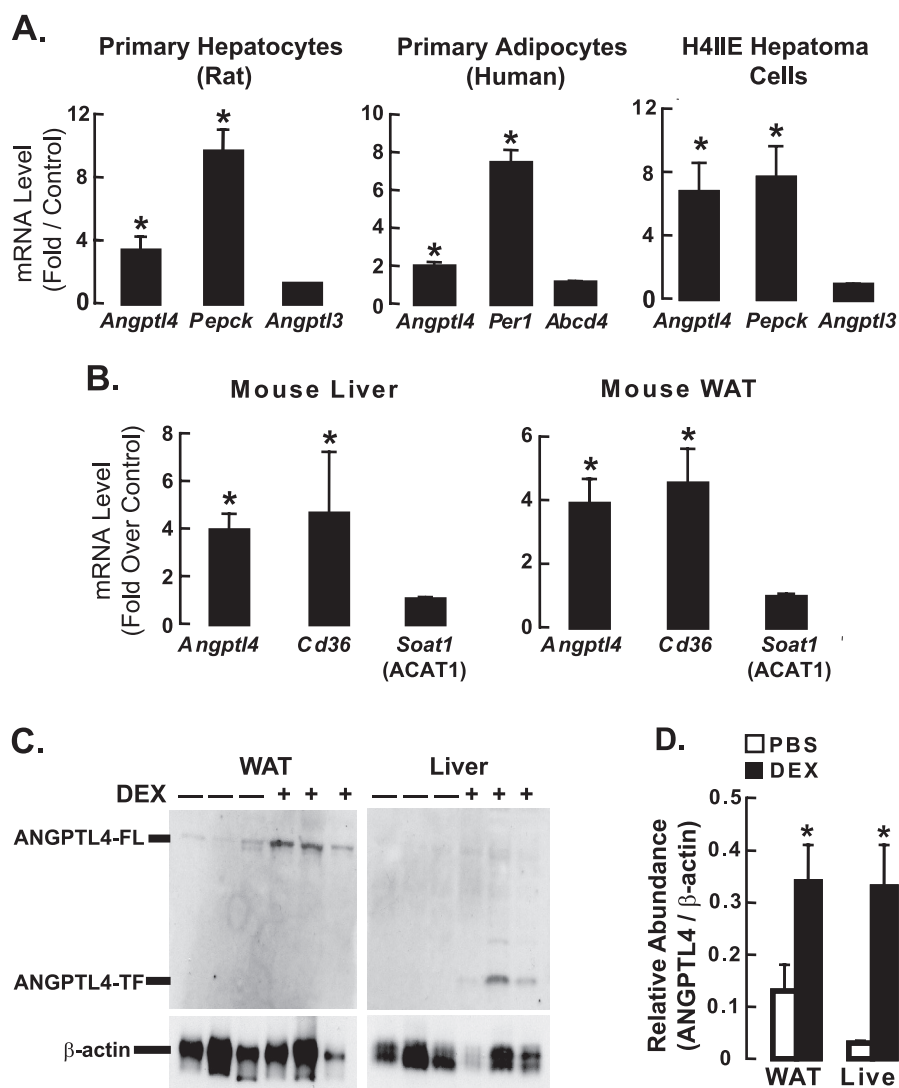 A.
Primary Hepatocytes
(Rat)
Primary Adipocytes
(Human)
H4IIE Hepatoma
Cells
mRNA Level
(Fold / Control)
12
8
4
0
*
*
Angptl4 Pepck Angptl3
10
8
6
4
2
0
*
*
Angptl4 Per1 Abcd4
12
8
4
0
*
*
Angptl4 Pepck Angptl3
B.
Mouse Liver
Mouse WAT
mRNA Level
(Fold Over Control)
8
6
4
2
0
*
*
Angptl4 Cd36 Soat1
(ACAT1)
6
4
2
0
*
*
Angptl4 Cd36 Soat1
(ACAT1)
C.
WAT
Liver
DEX — — — + + + — — — + + +
ANGPTL4-FL
ANGPTL4-TF
β-actin
D.
PBS
DEX
Relative Abundance
(ANGPTL4 / β-actin)
0.5
0.4
0.3
0.2
0.1
0
*
*
WAT Live